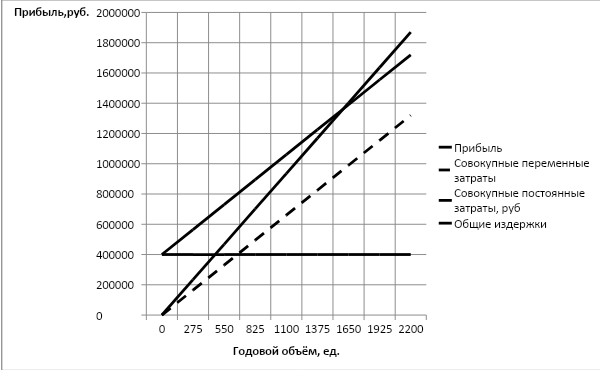 Прибыль,руб.
2000000
1800000
1600000
1400000
1200000
1000000
800000
600000
400000
200000
0
0 275 550 825 1100 1375 1650 1925 2200
Годовой объём, ед.
Прибыль
Совокупные переменные
затраты
Совокупные постоянные
затраты, руб
Общие издержки